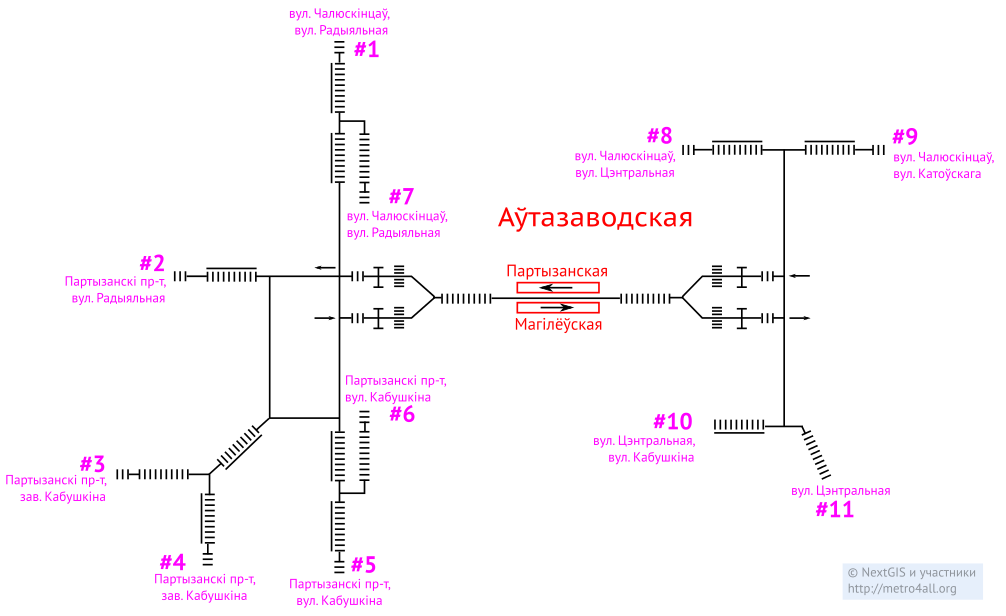 вул. Чалюскінцаў,
вул. Радыяльная
#1
#8
вул. Чалюскінцаў,
вул. Цэнтральная
#9
вул. Чалюскінцаў,
вул. Катоўскага
#7
вул. Чалюскінцаў,
вул. Радыяльная
Аўтазаводская
#2
Партызанскі пр-т,
вул. Радыяльная
Партызанская
Магілёўская
Партызанскі пр-т,
вул. Кабушкіна
#6
#10
вул. Цэнтральная,
вул. Кабушкіна
#3
Партызанскі пр-т,
зав. Кабушкіна
вул. Цэнтральная
#11
#4
Партызанскі пр-т,
зав. Кабушкіна
#5
Партызанскі пр-т,
вул. Кабушкіна
© NextGIS и участники
http://metro4all.org